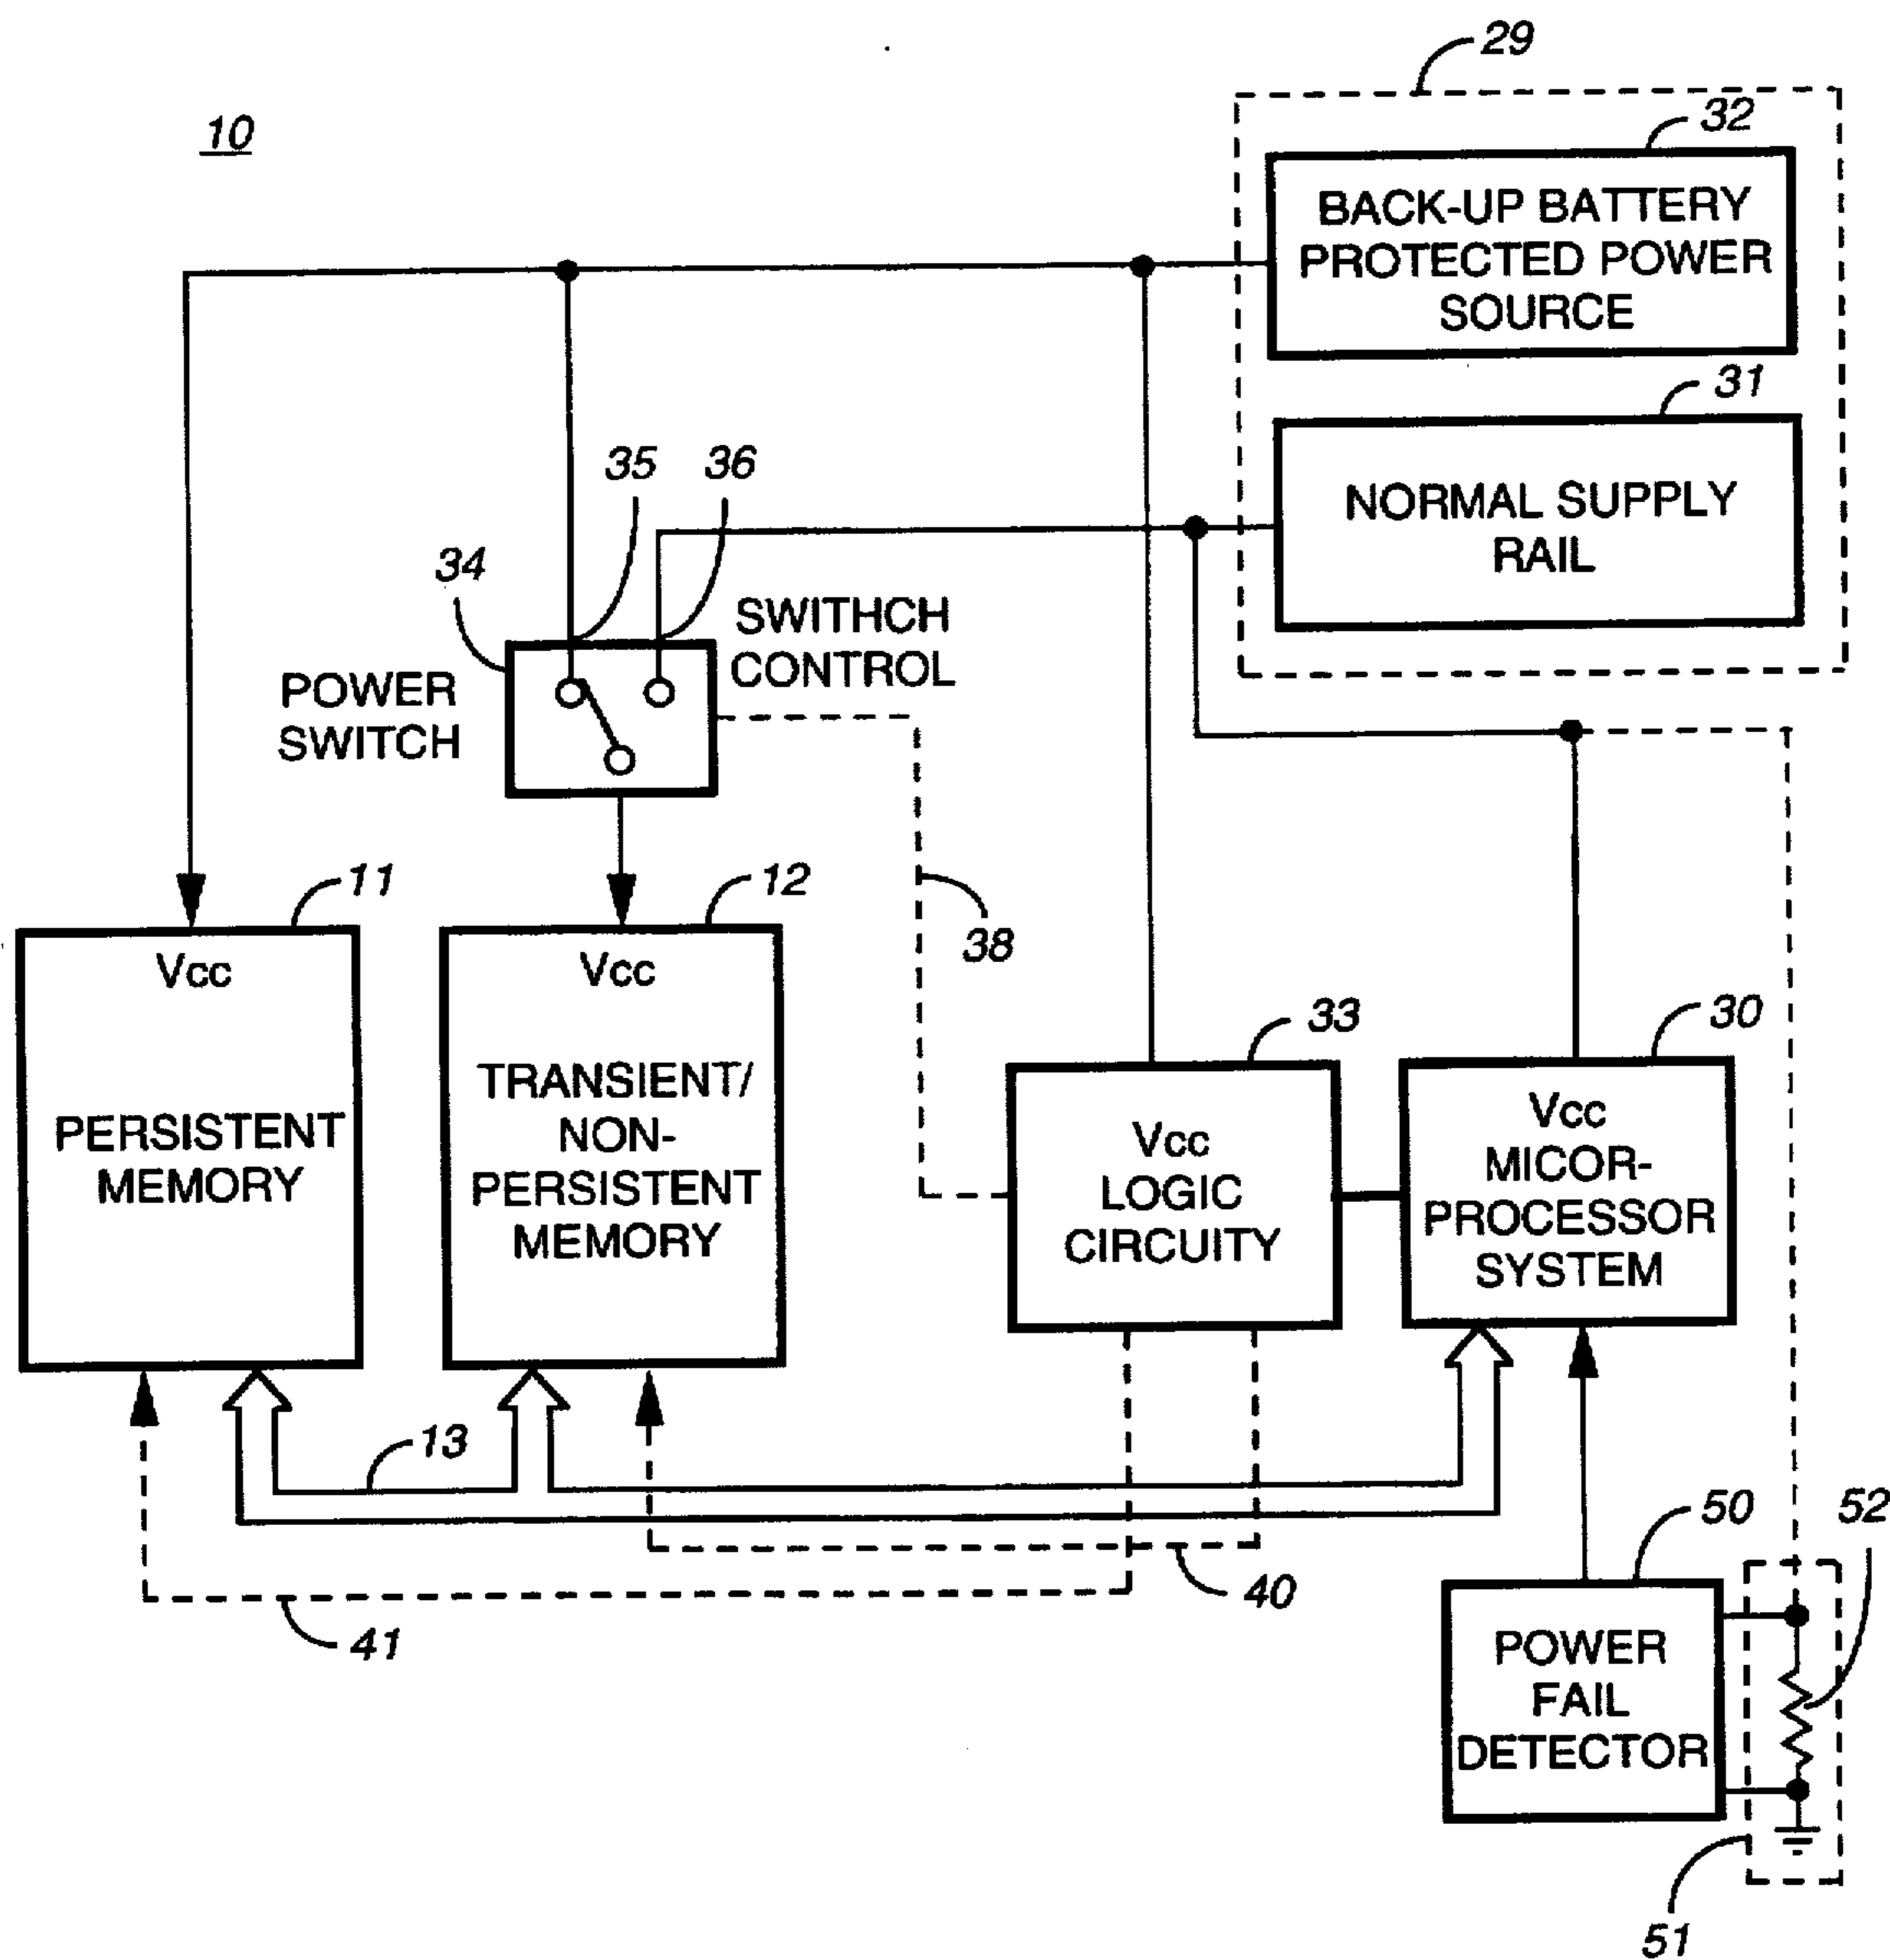 29
10
32
BACK-UP BATTERY
PROTECTED POWER
SOURCE
31
NORMAL SUPPLY
RAIL
35
36
34
SWITHCH
CONTROL
POWER
SWITCH
11
12
38
Vcc
PERSISTENT
MEMORY
Vcc
TRANSIENT/
NON-
PERSISTENT
MEMORY
33
Vcc
LOGIC
CIRCUITY
30
Vcc
MICOR-
PROCESSOR
SYSTEM
13
41
40
50
52
POWER
FAIL
DETECTOR
51